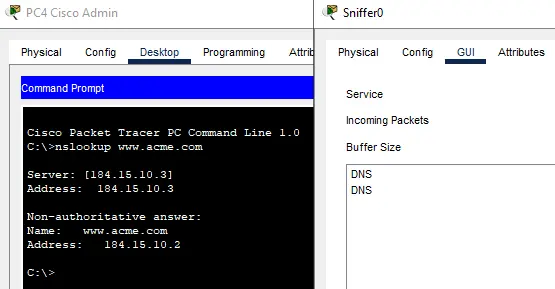 PC4 Cisco Admin
Physical Config Desktop Programming Attrib
Command Prompt
Cisco Packet Tracer PC Command Line 1.0
C:\>nslookup www.acme.com
Server: [184.15.10.3]
Address:  184.15.10.3
Non-authoritative answer:
Name:   www.acme.com
Address:   184.15.10.2
C:\>
Sniffer0
Physical Config GUI Attributes
Service
Incoming Packets
Buffer Size
DNS
DNS